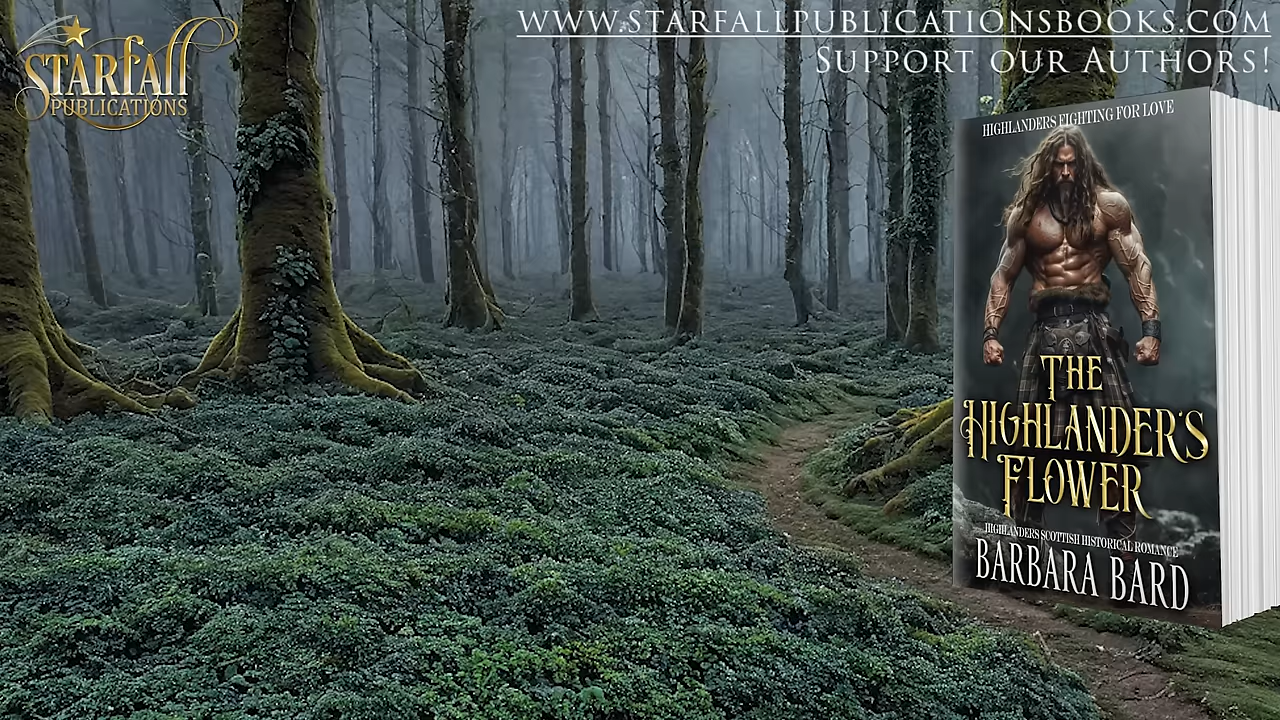 STARfall
PUBLICATIONS
www.starfallpublicationsbooks.com
Support our Authors!
HIGHLANDERS FIGHTING FOR LOVE
THE
HIGHLANDER'S
FLOWER
HIGHLANDERS SCOTTISH HISTORICAL ROMANCE
BARBARA BARD